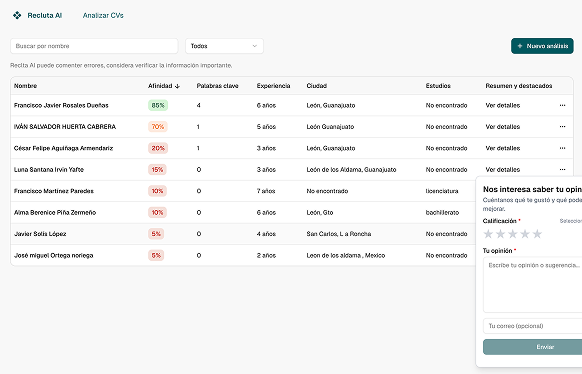 Recluta AI Analizar CVs
Buscar por nombre Todos + Nuevo análisis
Reclta AI puede comenter errores, considera verificar la información importante.
Nombre Afinidad ↓ Palabras clave Experiencia Ciudad Estudios Resumen y destacados
Francisco Javier Rosales Dueñas 85% 4 6 años León, Guanajuato No encontrado Ver detalles ...
IVÁN SALVADOR HUERTA CABRERA 70% 1 5 años León Guanajuato No encontrado Ver detalles ...
César Felipe Aguiñaga Armendariz 20% 1 3 años León, Guanajuato No encontrado Ver detalles ...
Luna Santana Irvin Yafte 15% 0 3 años León de los Aldama, Guanajuato No encontrado Ver detalles ...
Francisco Martínez Paredes 10% 0 7 años No encontrado licenciatura
Alma Berenice Piña Zermeño 10% 0 6 años León, Gto bachillerato
Javier Solís López 5% 0 4 años San Carlos, L a Roncha No encontrado
José miguel Ortega noriega 5% 0 2 años Leon de los aldama., Mexico No encontrado
Nos interesa saber tu opin
Cuéntanos qué te gustó y qué pode
mejorar.
Calificación * Seleccion
Tu opinión *
Escribe tu opinión o sugerencia...
Tu correo (opcional)
Enviar